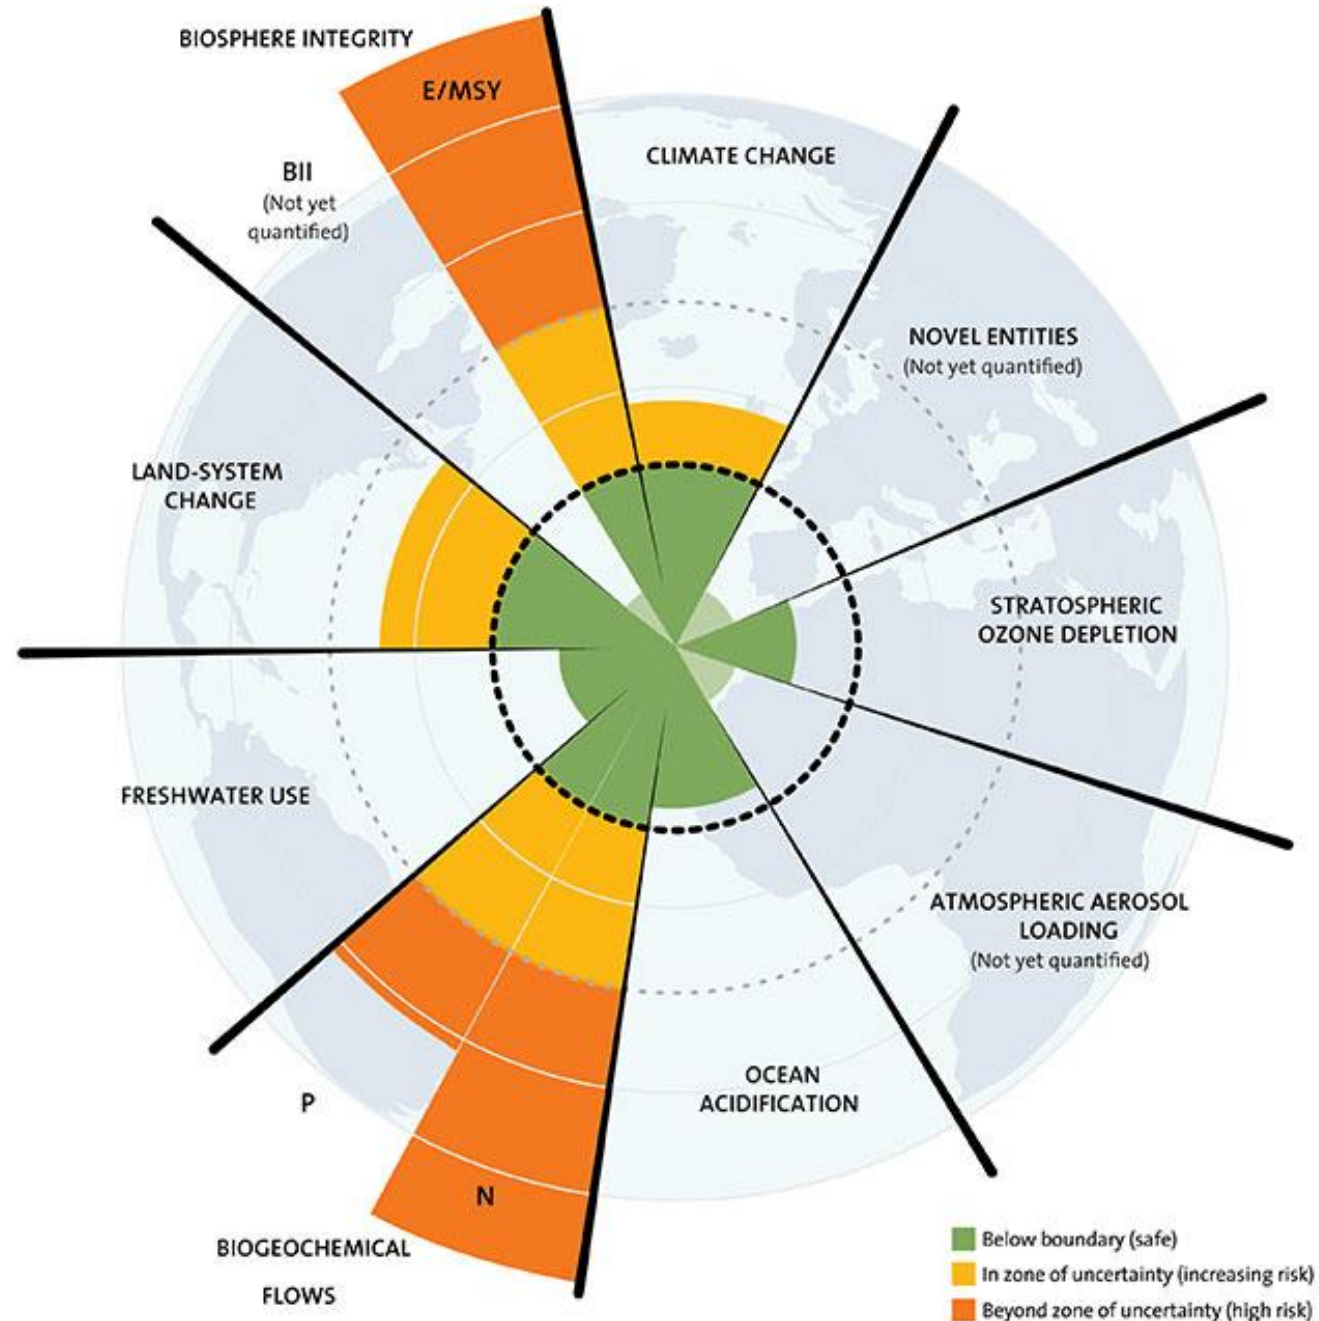 BIOSPHERE INTEGRITY
E/MSY
BII
(Not yet
quantified)
CLIMATE CHANGE
NOVEL ENTITIES
(Not yet quantified)
LAND-SYSTEM
CHANGE
STRATOSPHERIC
OZONE DEPLETION
FRESHWATER USE
ATMOSPHERIC AEROSOL
LOADING
(Not yet quantified)
OCEAN
ACIDIFICATION
P
N
BIOGEOCHEMICAL
FLOWS
Below boundary (safe)
In zone of uncertainty (increasing risk)
Beyond zone of uncertainty (high risk)